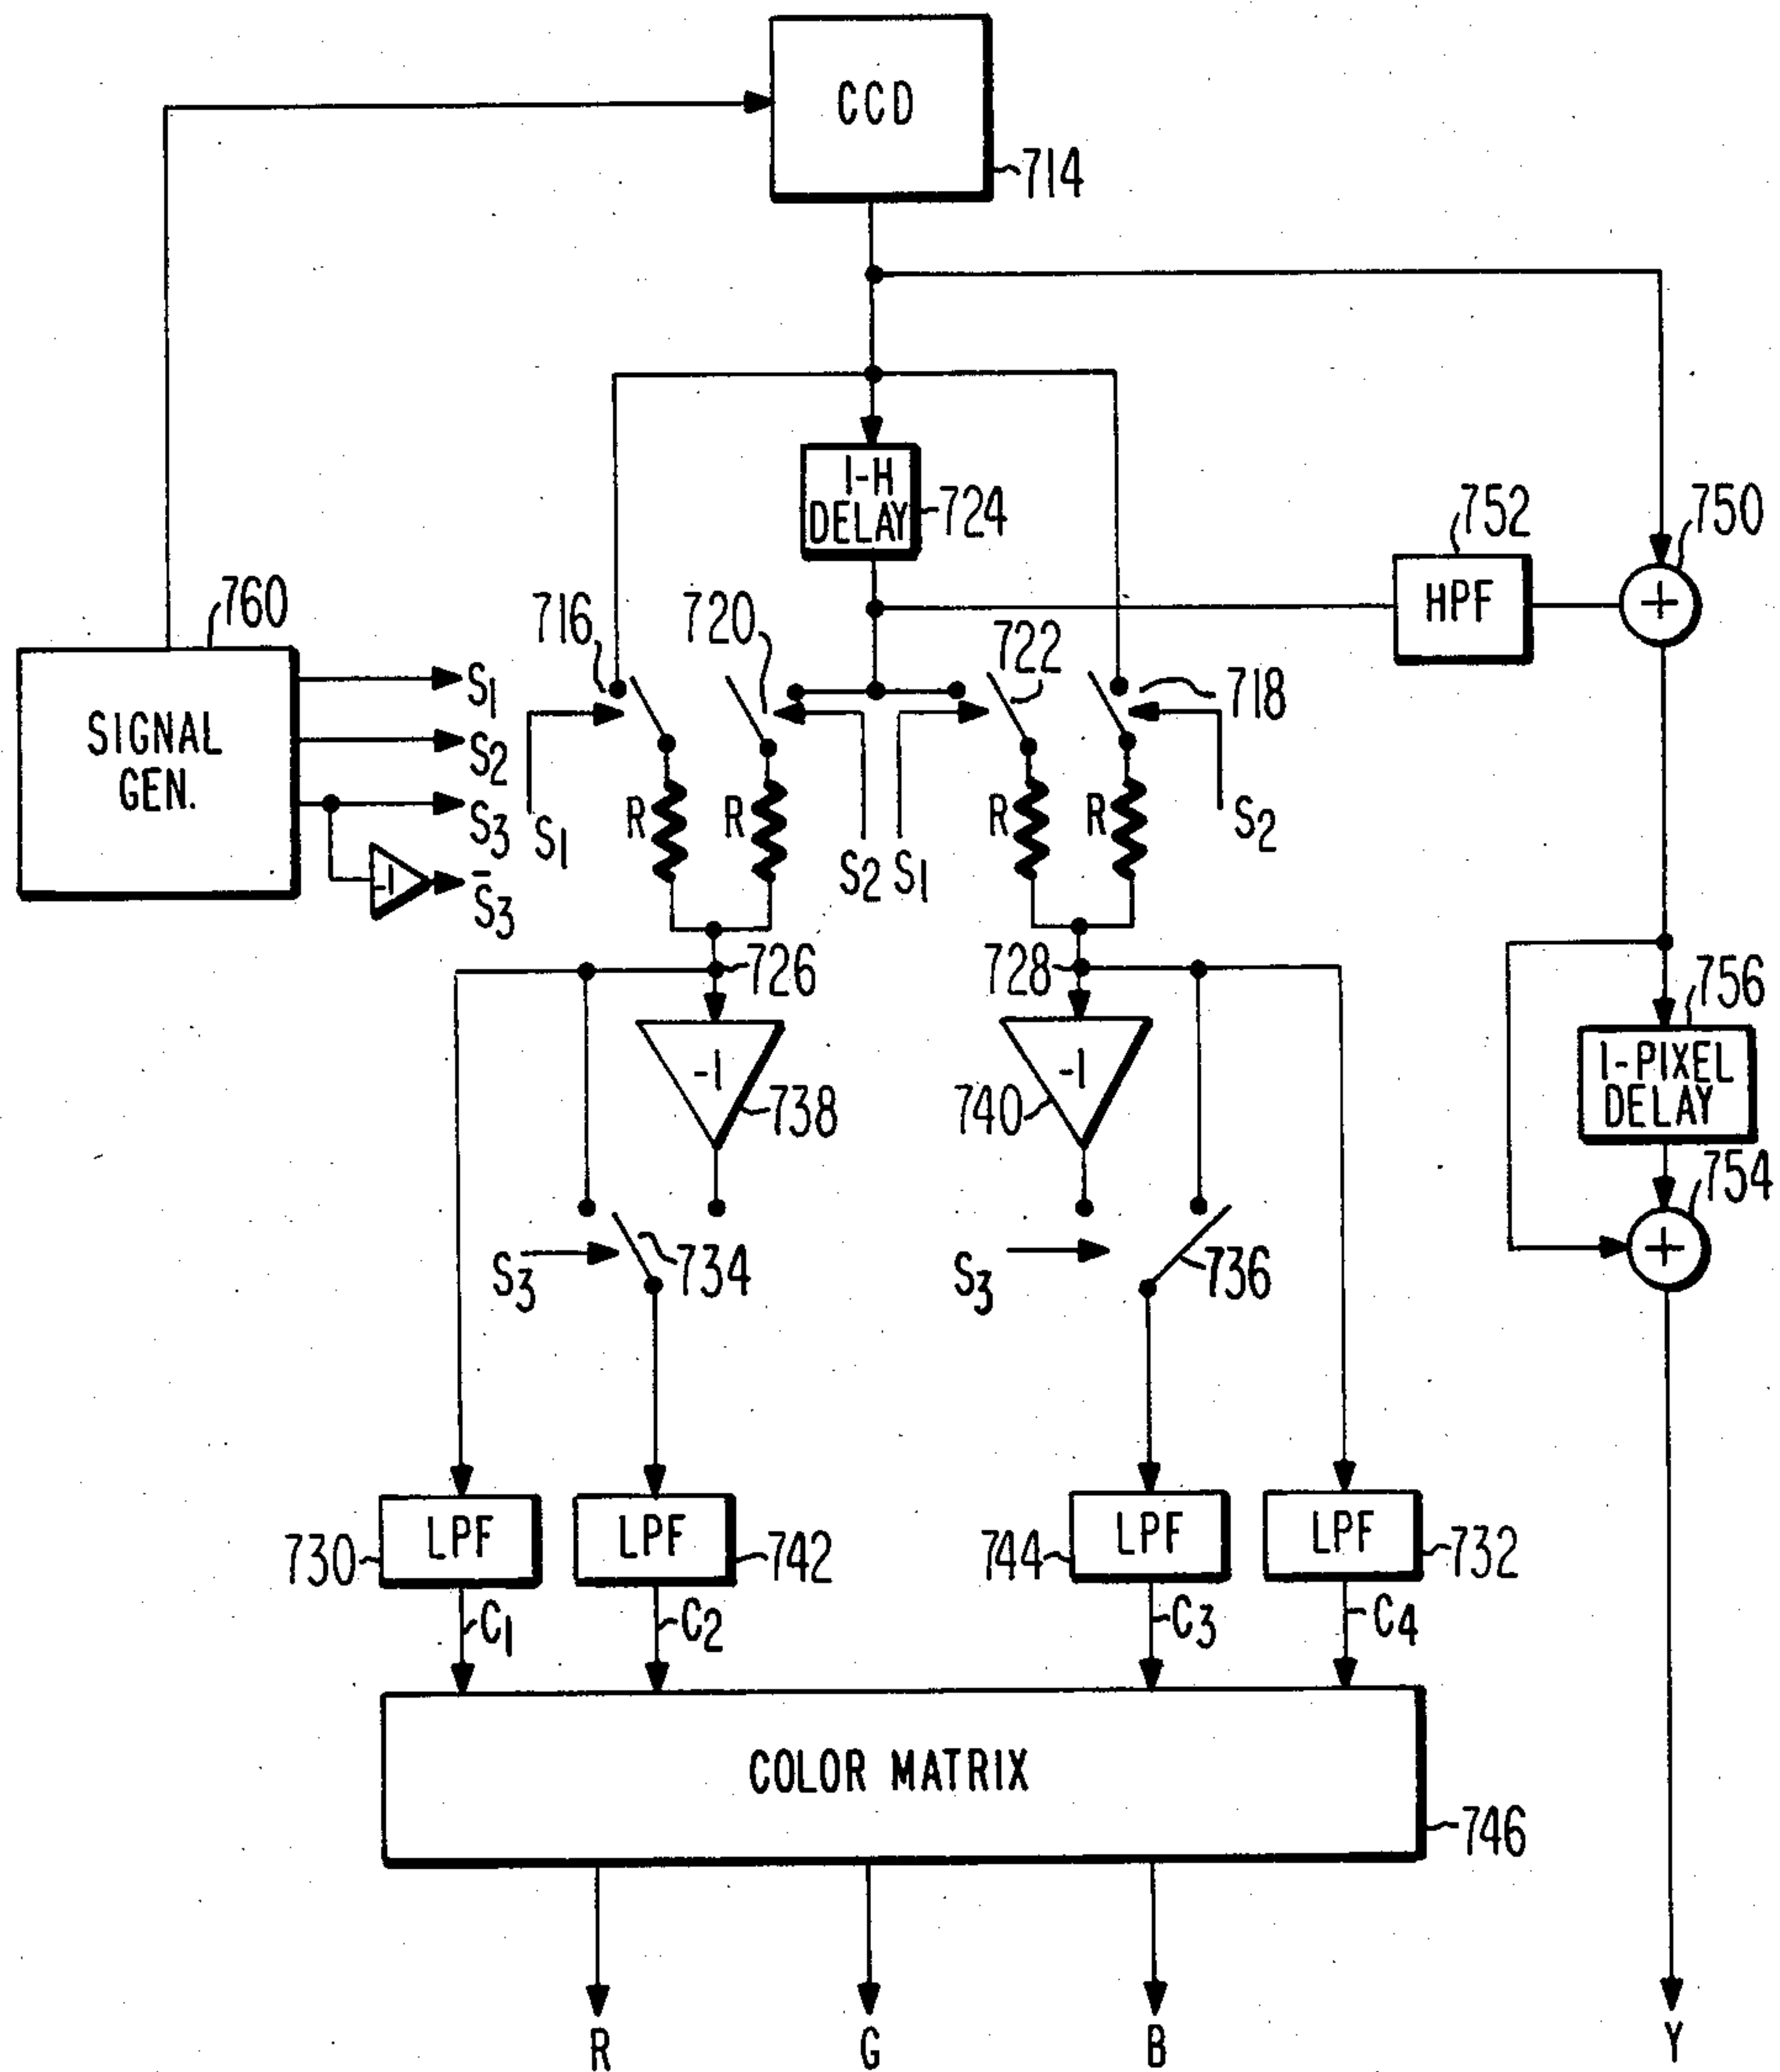 CCD
714
1-H
DELAY
724
752
750
HPF
+
760
SIGNAL
GEN.
S1
S2
S3
-1
S̄3
716
720
722
718
S1
R
R
S2
S1
R
R
S2
726
728
-1
738
-1
740
756
1-PIXEL
DELAY
754
+
S3
734
S3
736
730
LPF
LPF
742
744
LPF
LPF
732
C1
C2
C3
C4
COLOR MATRIX
746
R
G
B
Y